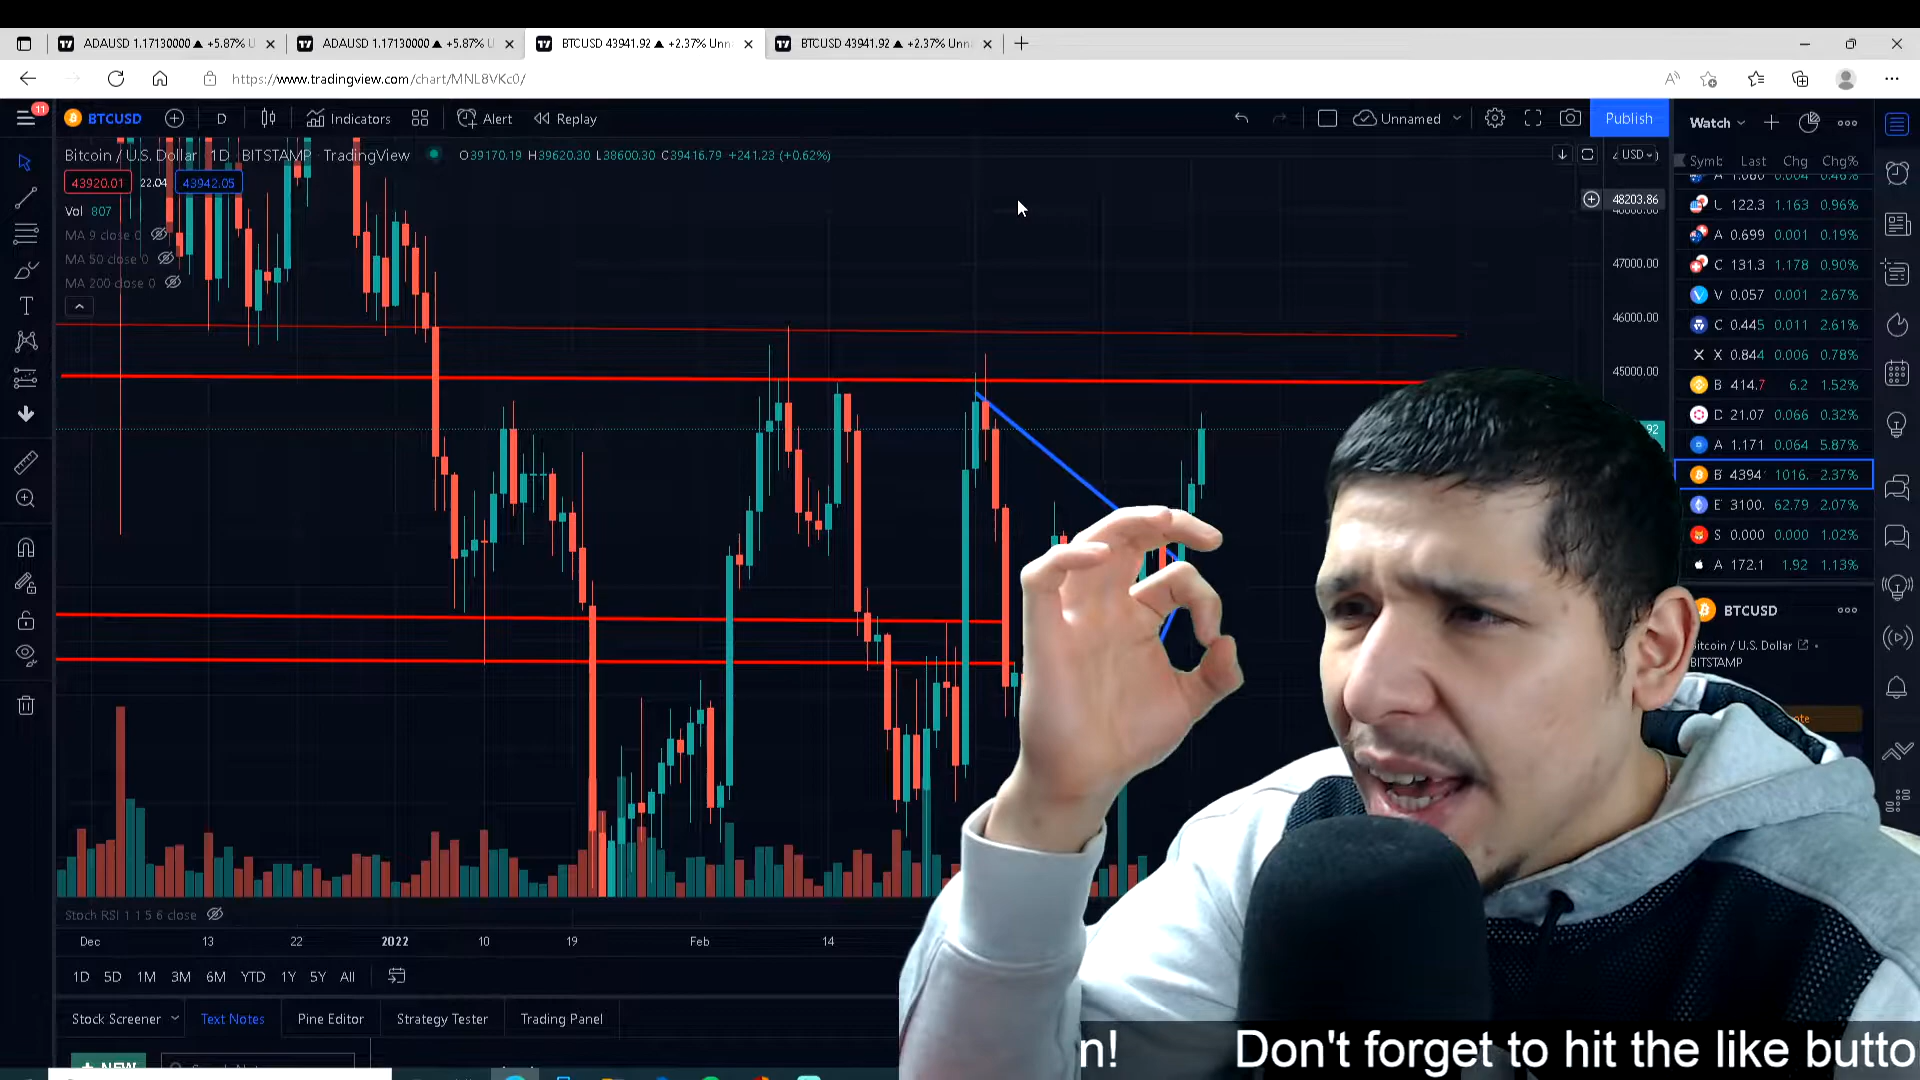 ADAUSD 1.17130000 ▲ +5.87% U
ADAUSD 1.17130000 ▲ +5.87% U
BTCUSD 43941.92 ▲ +2.37% Unn
BTCUSD 43941.92 ▲ +2.37% Unn
https://www.tradingview.com/chart/MNL8VKc0/
11
BTCUSD
D
Indicators
Alert
Replay
Unnamed
Publish
Watch
Bitcoin / U.S. Dollar · 1D · BITSTAMP · TradingView
O39170.19 H39620.30 L38600.30 C39416.79 +241.23 (+0.62%)
USD
Symb Last Chg Chg%
43920.01 22.04 43942.05
48203.86
Vol 807
MA 9 close 0
MA 50 close 0
MA 200 close 0
47000.00
46000.00
45000.00
92
A 1.080 0.004 0.46%
U 122.3 1.163 0.96%
A 0.699 0.001 0.19%
C 131.3 1.178 0.90%
V 0.057 0.001 2.67%
C 0.445 0.011 2.61%
X 0.844 0.006 0.78%
B 414.7 6.2 1.52%
D 21.07 0.066 0.32%
A 1.171 0.064 5.87%
B 4394 1016. 2.37%
E 3100. 62.79 2.07%
S 0.000 0.000 1.02%
A 172.1 1.92 1.13%
BTCUSD
itcoin / U.S. Dollar
BITSTAMP
Stoch RSI 1 1 5 6 close
Dec 13 22 2022 10 19 Feb 14
1D 5D 1M 3M 6M YTD 1Y 5Y All
Stock Screener Text Notes Pine Editor Strategy Tester Trading Panel
n! Don't forget to hit the like butto